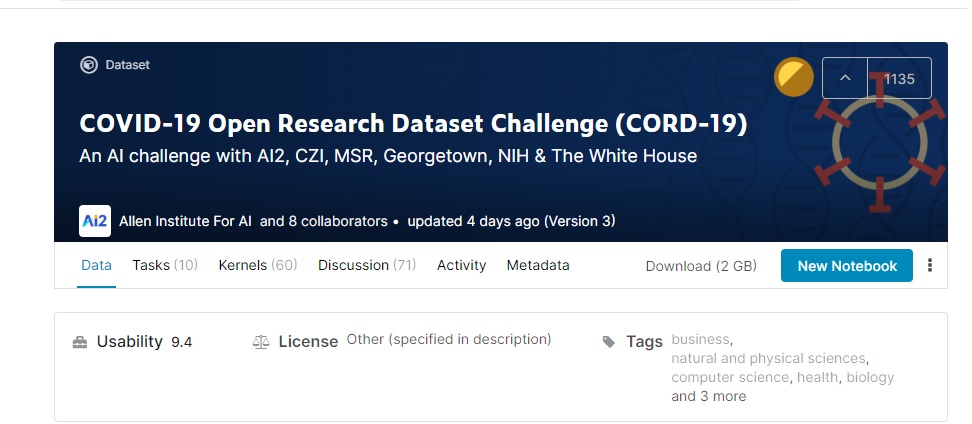 Dataset
1135
COVID-19 Open Research Dataset Challenge (CORD-19)
An AI challenge with AI2, CZI, MSR, Georgetown, NIH & The White House
Ai2 Allen Institute For AI and 8 collaborators • updated 4 days ago (Version 3)
Data Tasks (10) Kernels (60) Discussion (71) Activity Metadata Download (2 GB) New Notebook
Usability 9.4 License Other (specified in description) Tags business,
natural and physical sciences,
computer science, health, biology
and 3 more